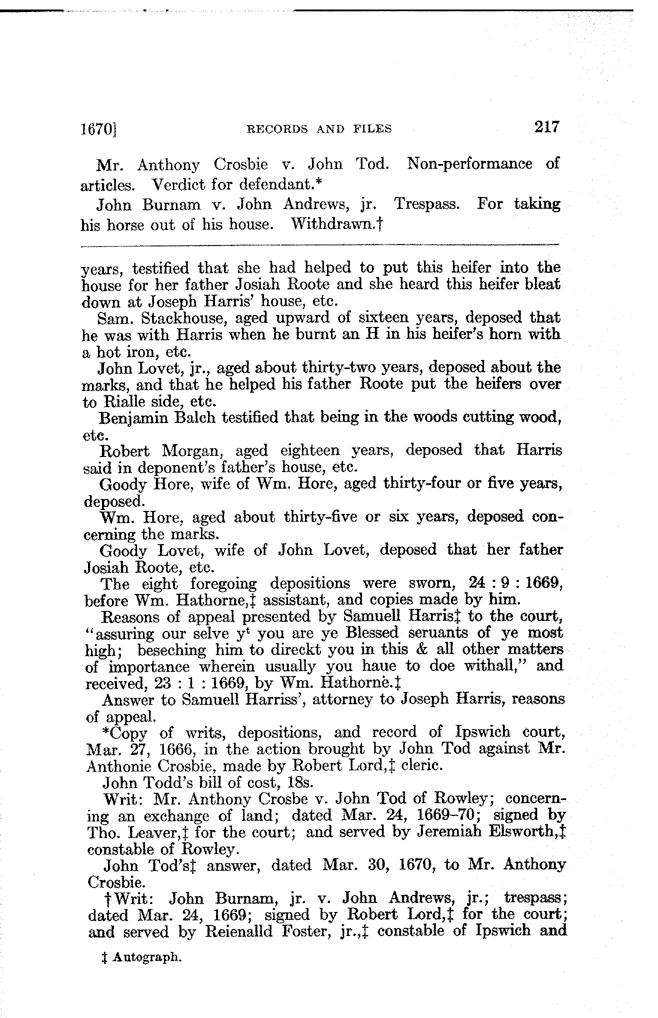 1670]	RECORDS AND FILES	217
Mr. Anthony Crosbie v. John Tod. Non-performance of
articles. Verdict for defendant.*
John Burnam v. John Andrews, jr. Trespass. For taking
his horse out of his house. Withdrawn.†
years, testified that she had helped to put this heifer into the
house for her father Josiah Roote and she heard this heifer bleat
down at Joseph Harris' house, etc.
Sam. Stackhouse, aged upward of sixteen years, deposed that
he was with Harris when he burnt an H in his heifer's horn with
a hot iron, etc.
John Lovet, jr., aged about thirty-two years, deposed about the
marks, and that he helped his father Roote put the heifers over
to Rialle side, etc.
Benjamin Balch testified that being in the woods cutting wood,
etc.
Robert Morgan, aged eighteen years, deposed that Harris
said in deponent's father's house, etc.
Goody Hore, wife of Wm. Hore, aged thirty-four or five years,
deposed.
Wm. Hore, aged about thirty-five or six years, deposed con-
cerning the marks.
Goody Lovet, wife of John Lovet, deposed that her father
Josiah Roote, etc.
The eight foregoing depositions were sworn, 24 : 9 : 1669,
before Wm. Hathorne,‡ assistant, and copies made by him.
Reasons of appeal presented by Samuell Harris‡ to the court,
"assuring our selve yᵗ you are ye Blessed seruants of ye most
high; beseching him to direckt you in this & all other matters
of importance wherein usually you haue to doe withall," and
received, 23 : 1 : 1669, by Wm. Hathorne.‡
Answer to Samuell Harriss', attorney to Joseph Harris, reasons
of appeal.
*Copy of writs, depositions, and record of Ipswich court,
Mar. 27, 1666, in the action brought by John Tod against Mr.
Anthonie Crosbie, made by Robert Lord,‡ cleric.
John Todd's bill of cost, 18s.
Writ: Mr. Anthony Crosbe v. John Tod of Rowley; concern-
ing an exchange of land; dated Mar. 24, 1669-70; signed by
Tho. Leaver,‡ for the court; and served by Jeremiah Elsworth,‡
constable of Rowley.
John Tod's‡ answer, dated Mar. 30, 1670, to Mr. Anthony
Crosbie.
†Writ: John Burnam, jr. v. John Andrews, jr.; trespass;
dated Mar. 24, 1669; signed by Robert Lord,‡ for the court;
and served by Reienalld Foster, jr.,‡ constable of Ipswich and
‡ Autograph.